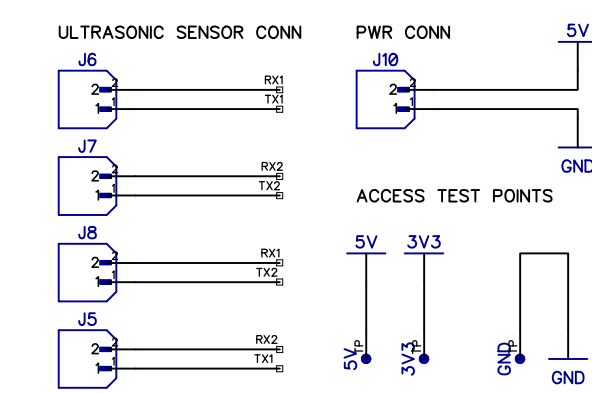 ULTRASONIC SENSOR CONN
J6
2 2 RX1
1 1 TX1
J7
2 2 RX2
1 1 TX2
J8
2 2 RX1
1 1 TX2
J5
2 2 RX2
1 1 TX1
PWR CONN
5V
J10
2 2
1 1
GND
ACCESS TEST POINTS
5V 3V3
5V TP 3V3 TP GND TP
GND